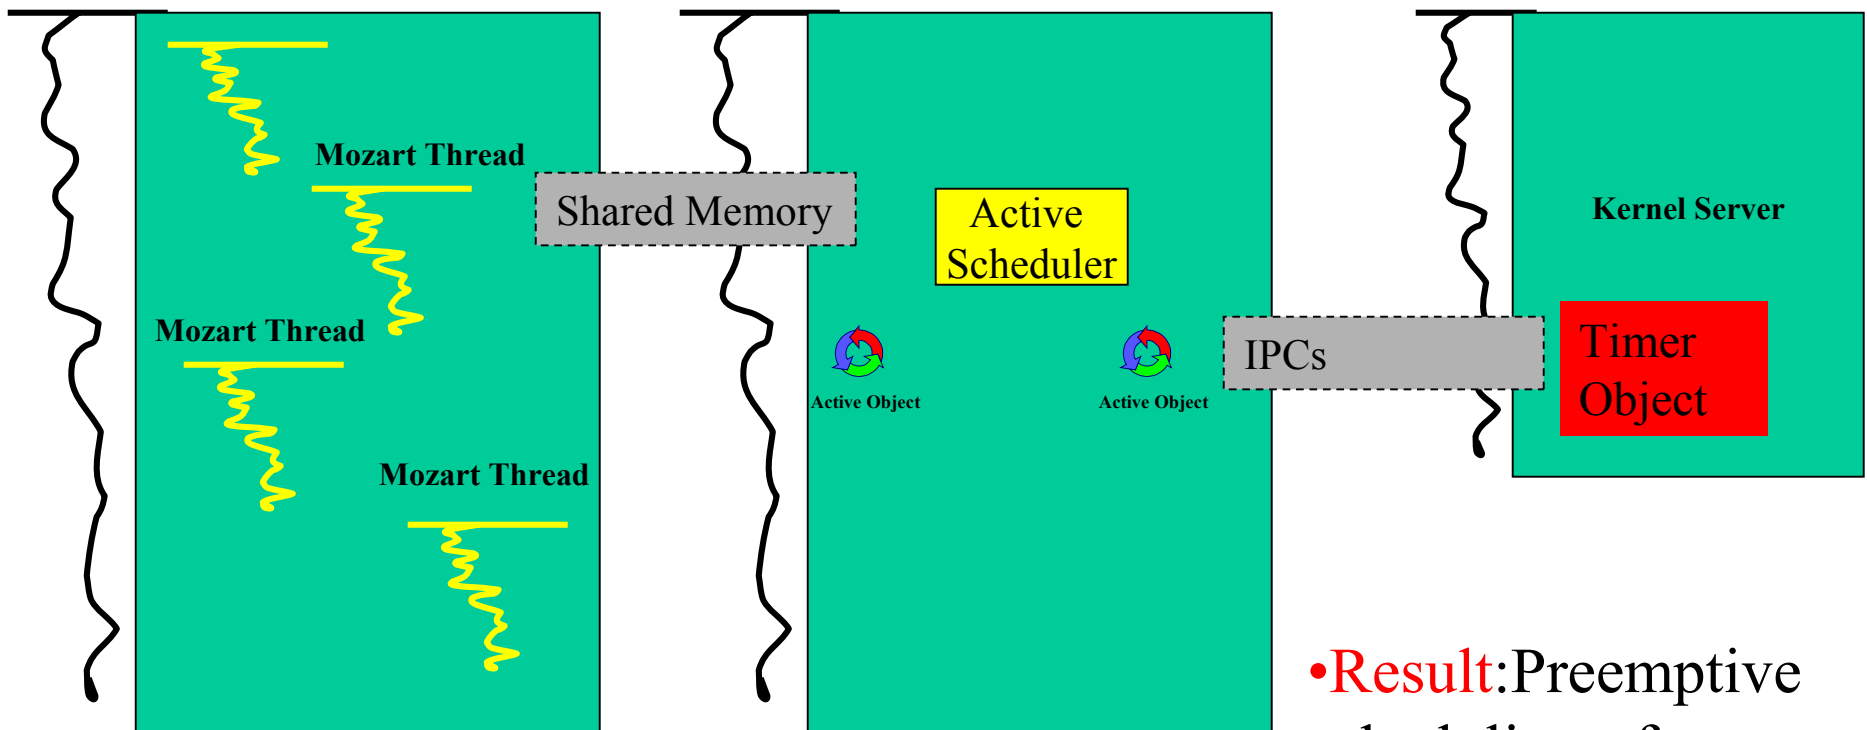 Mozart Thread
Shared Memory
Active
Scheduler
Kernel Server
Mozart Thread
IPCs
Timer
Object
Active Object
Active Object
Mozart Thread
•Result:Preemptive